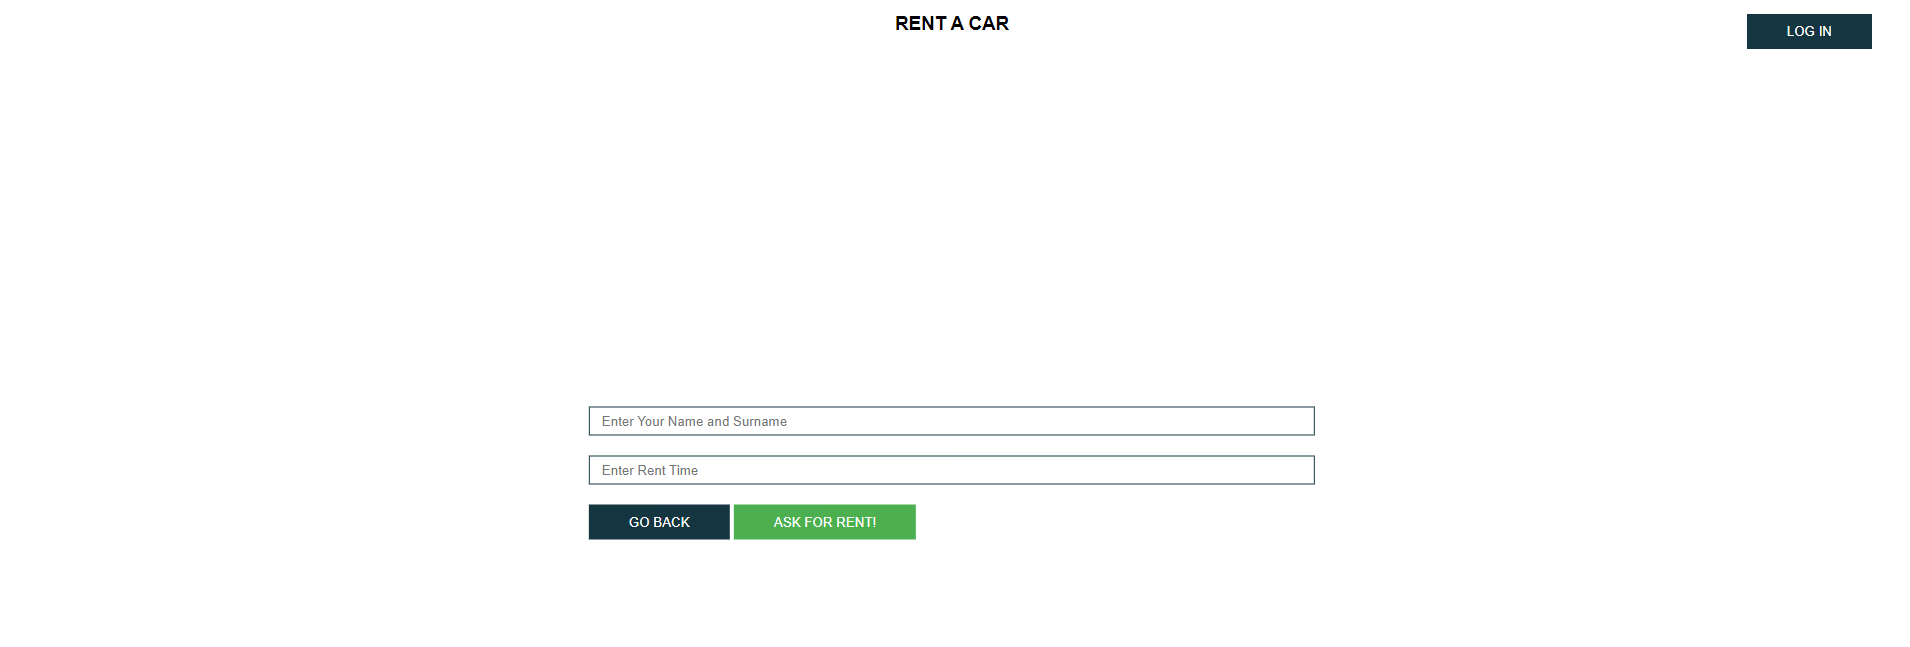 RENT A CAR
LOG IN
Enter Your Name and Surname
Enter Rent Time
GO BACK
ASK FOR RENT!